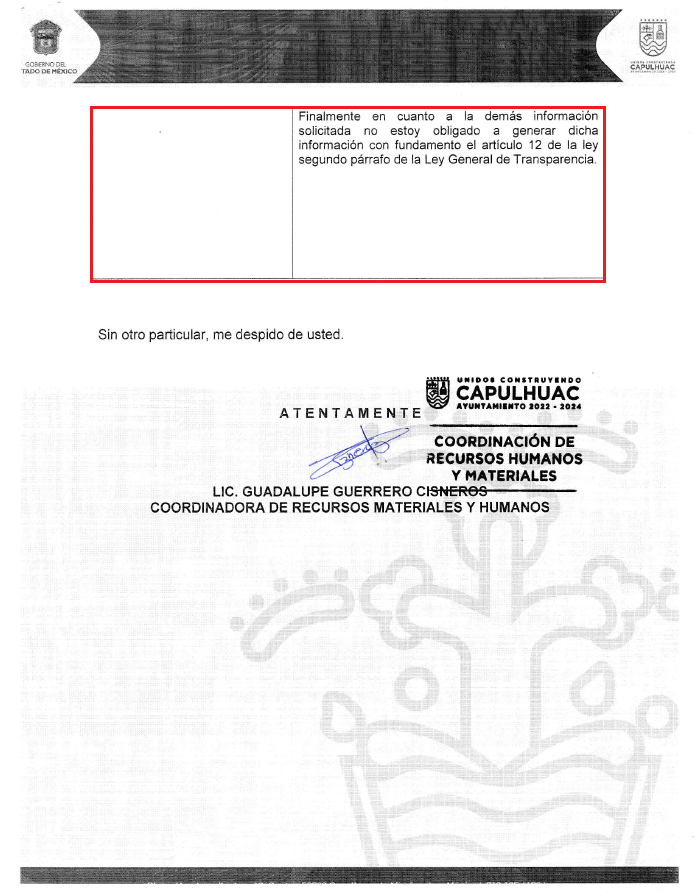 GOBIERNO DEL
TADO DE MÉXICO
UNIDOS CONSTRUYENDO
CAPULHUAC
Finalmente en cuanto a la demás información
solicitada no estoy obligado a generar dicha
información con fundamento el artículo 12 de la ley
segundo párrafo de la Ley General de Transparencia.
Sin otro particular, me despido de usted.
UNIDOS CONSTRUYENDO
CAPULHUAC
AYUNTAMIENTO 2022 - 2024
ATENTAMENTE
COORDINACIÓN DE
RECURSOS HUMANOS
Y MATERIALES
LIC. GUADALUPE GUERRERO CISNEROS
COORDINADORA DE RECURSOS MATERIALES Y HUMANOS